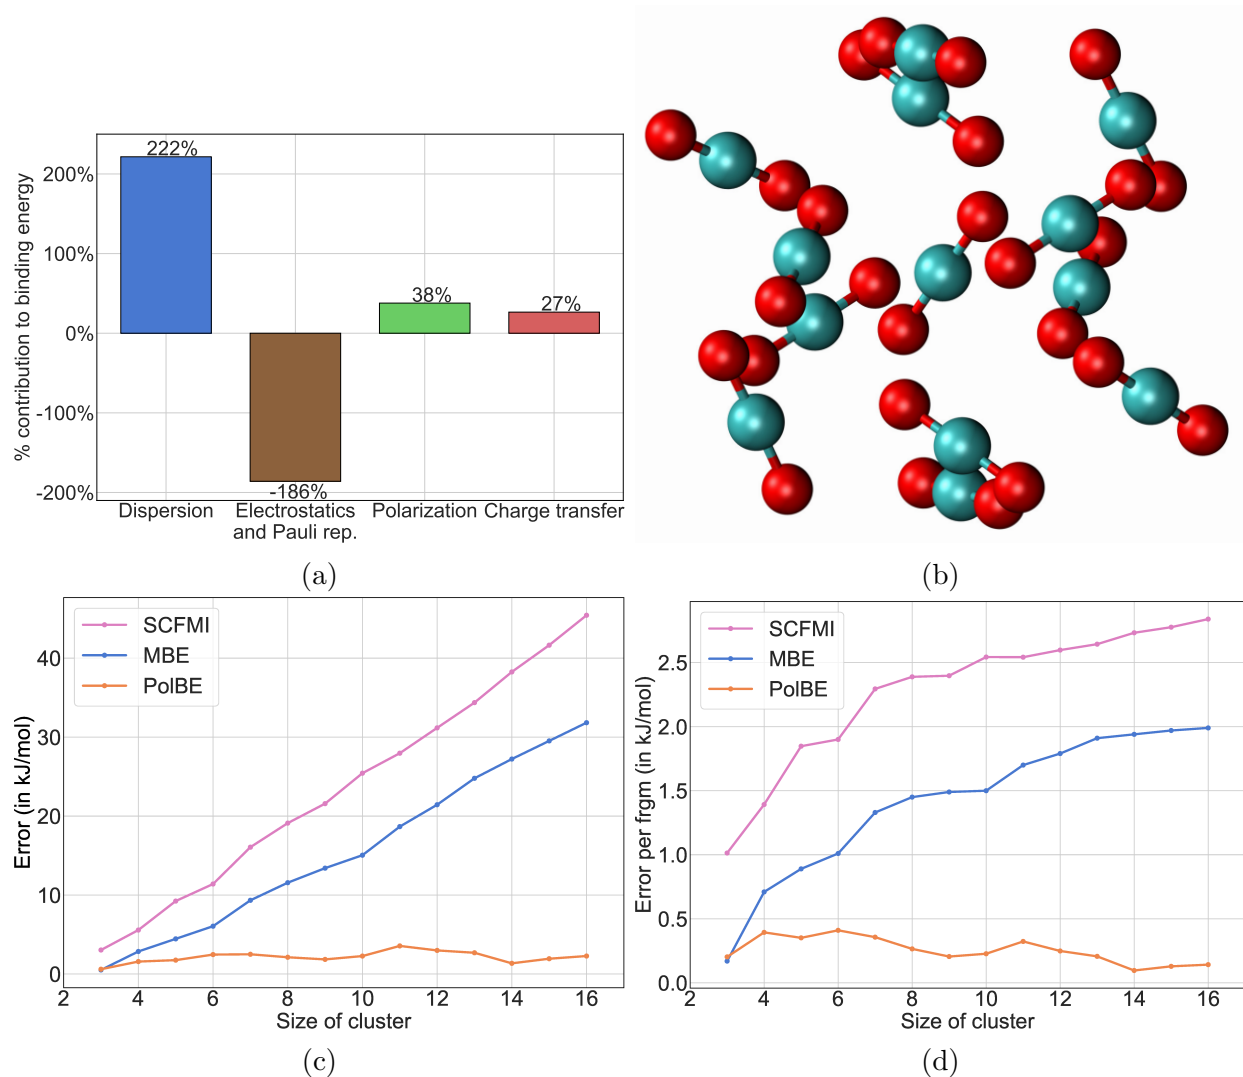 % contribution to binding energy
200%
100%
0%
-100%
-200%
222%
-186%
38%
27%
Dispersion
Electrostatics
and Pauli rep.
Polarization
Charge transfer
(a)
(b)
Error (in kJ/mol)
40
30
20
10
0
SCFMI
MBE
PolBE
2 4 6 8 10 12 14 16
Size of cluster
(c)
Error per frgm (in kJ/mol)
2.5
2.0
1.5
1.0
0.5
0.0
SCFMI
MBE
PolBE
2 4 6 8 10 12 14 16
Size of cluster
(d)